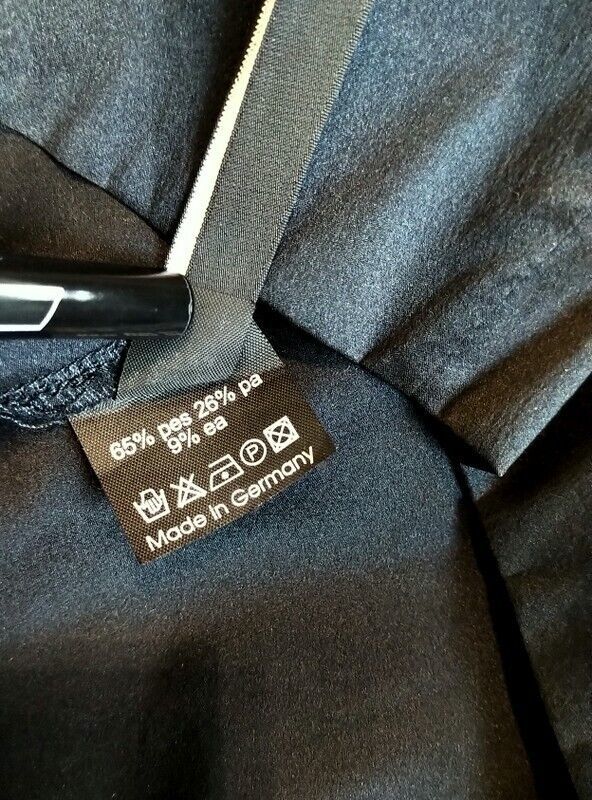 65% pes 26% pa
9% ea
P
Made in Germany